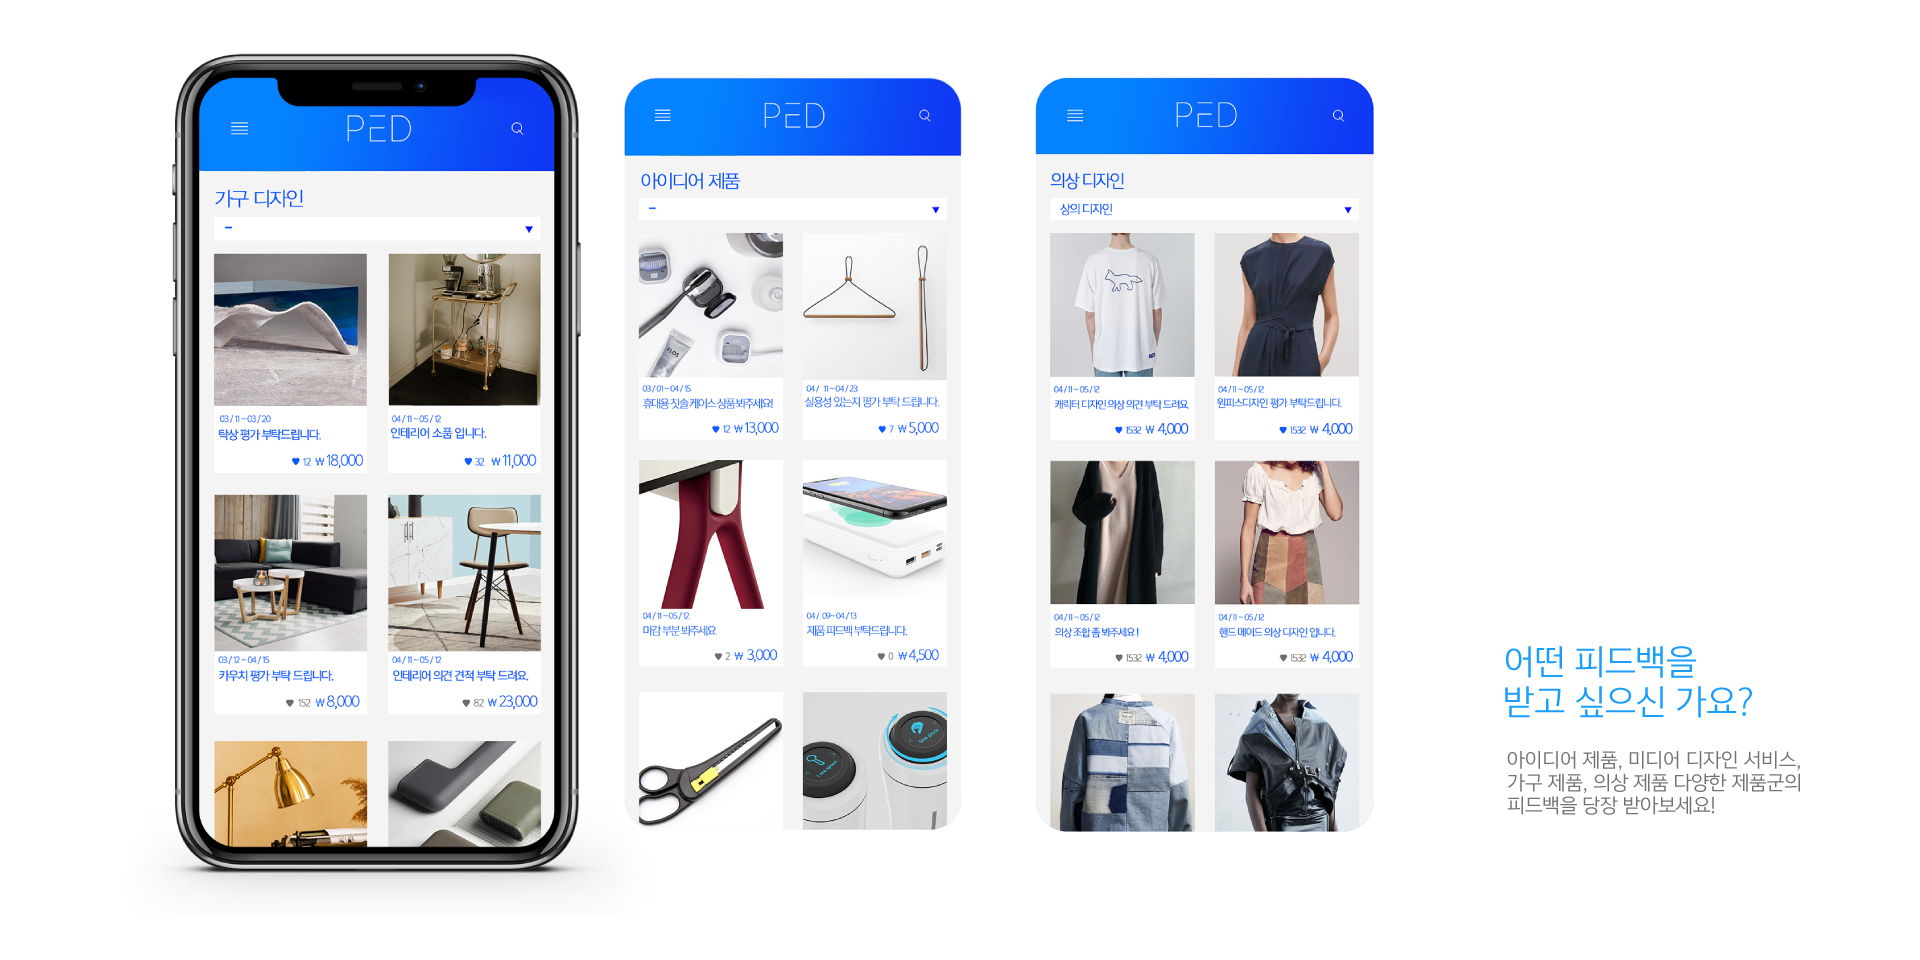 PED
가구 디자인
–
03/11~03/20
탁상 평가 부탁드립니다.
12 ₩18,000
04/11~05/12
인테리어 소품 입니다.
32 ₩11,000
03/12~04/15
카우치 평가 부탁 드립니다.
152 ₩8,000
04/11~05/12
인테리어 의견 견적 부탁 드려요.
82 ₩23,000
PED
아이디어 제품
–
FLOS
03/01~04/15
휴대용 칫솔 케이스 상품 봐주세요!
12 ₩13,000
04/ 11~04/23
실용성 있는지 평가 부탁 드립니다.
7 ₩5,000
04/11~05/12
마감 부분 봐주세요.
2 ₩3,000
04/ 09~04/13
제품 피드백 부탁드립니다.
0 ₩4,500
PED
의상 디자인
상의 디자인
04/11~05/12
캐릭터 디자인 의상 의견 부탁 드려요.
1532 ₩4,000
04/11~05/12
원피스디자인 평가 부탁드립니다.
1532 ₩4,000
04/11~05/12
의상 조합 좀 봐주세요!
1532 ₩4,000
04/11~05/12
핸드 메이드 의상 디자인 입니다.
1532 ₩4,000
어떤 피드백을
받고 싶으신 가요?
아이디어 제품, 미디어 디자인 서비스,
가구 제품, 의상 제품 다양한 제품군의
피드백을 당장 받아보세요!